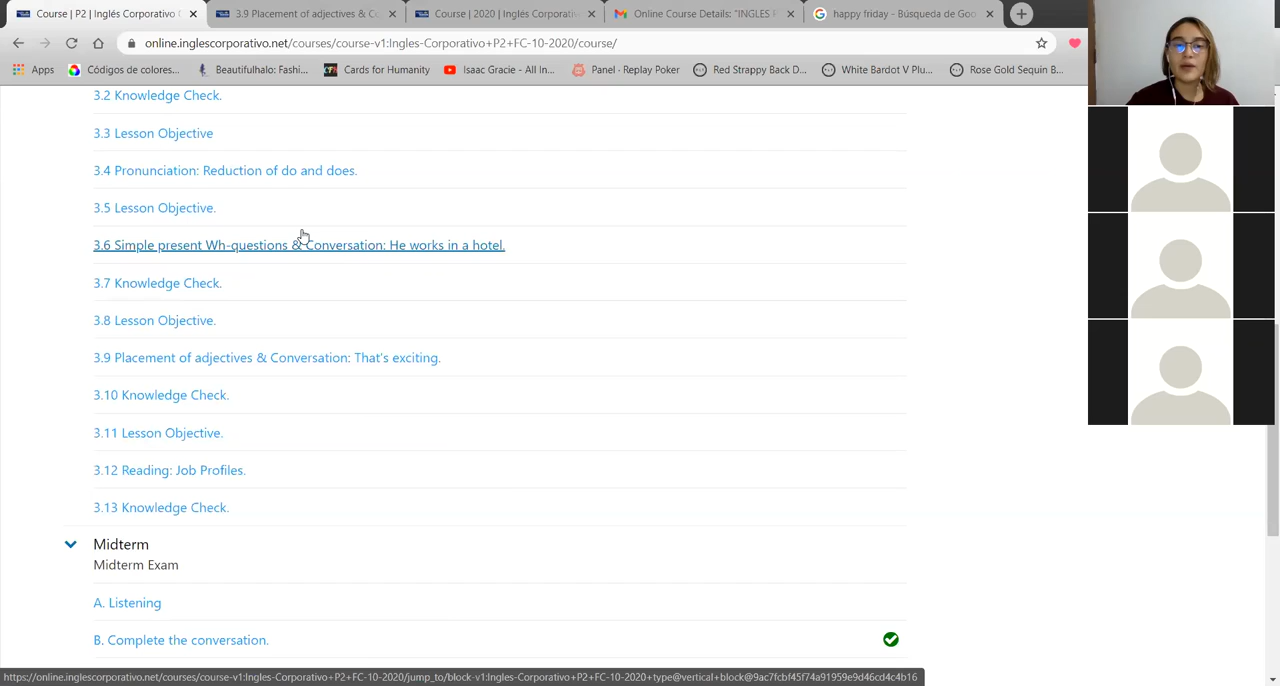 Course | P2 | Inglés Corporativo
3.9 Placement of adjectives & Co
Course | 2020 | Inglés Corporativ
Online Course Details: "INGLES P
happy friday - Búsqueda de Goo
online.inglescorporativo.net/courses/course-v1:Ingles-Corporativo+P2+FC-10-2020/course/
Apps
Códigos de colores...
Beautifulhalo: Fashi...
Cards for Humanity
Isaac Gracie - All In...
Panel · Replay Poker
Red Strappy Back D...
White Bardot V Plu...
Rose Gold Sequin B...
3.2 Knowledge Check.
3.3 Lesson Objective
3.4 Pronunciation: Reduction of do and does.
3.5 Lesson Objective.
3.6 Simple present Wh-questions & Conversation: He works in a hotel.
3.7 Knowledge Check.
3.8 Lesson Objective.
3.9 Placement of adjectives & Conversation: That's exciting.
3.10 Knowledge Check.
3.11 Lesson Objective.
3.12 Reading: Job Profiles.
3.13 Knowledge Check.
Midterm
Midterm Exam
A. Listening
B. Complete the conversation.
https://online.inglescorporativo.net/courses/course-v1:Ingles-Corporativo+P2+FC-10-2020/jump_to/block-v1:Ingles-Corporativo+P2+FC-10-2020+type@vertical+block@9ac7fcbf45f74a91959e9d46cd4c4b16